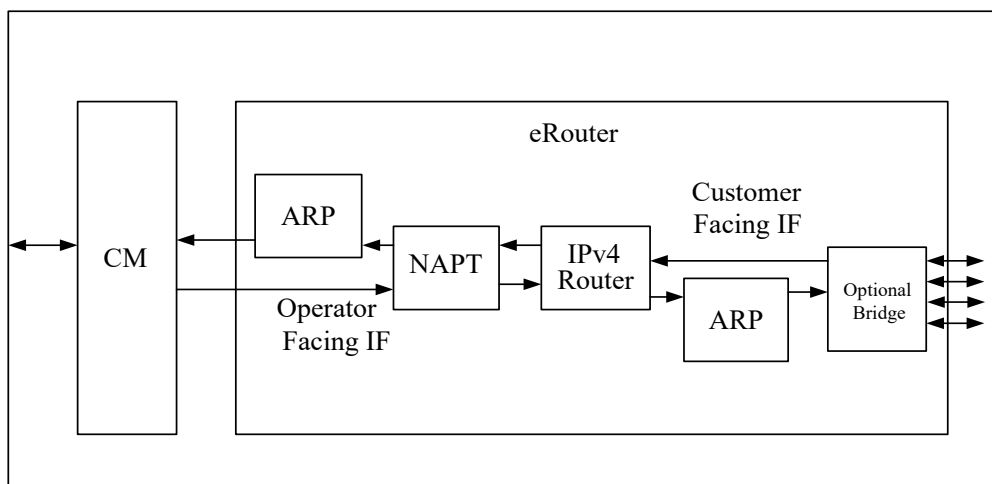 eRouter
CM
ARP
NAPT
Operator
Facing IF
IPv4
Router
Customer
Facing IF
ARP
Optional
Bridge